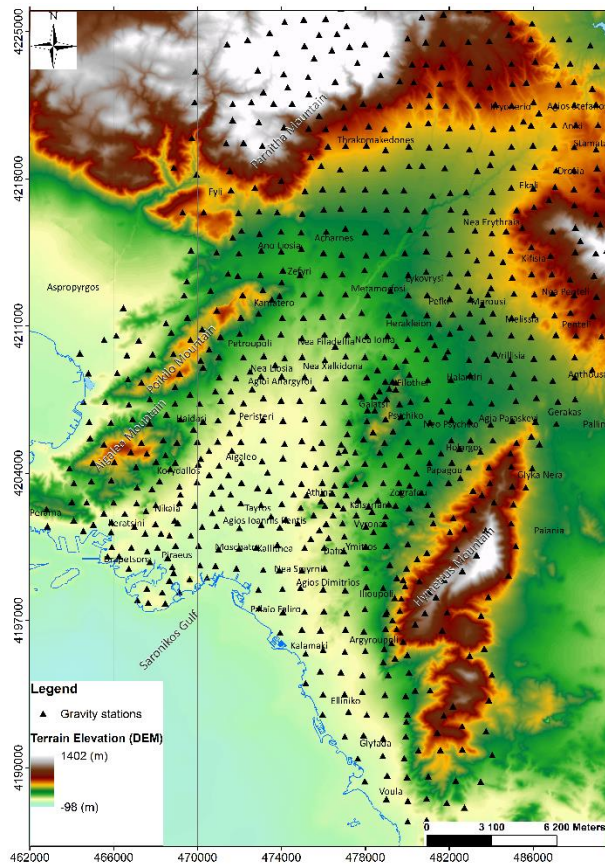 N
4225000
4218000
4211000
4204000
4197000
4190000
Parnitha Mountain
Kryonerio
Agios Stefano
Thrakomakedones
Anixi
Stamata
Drosia
Ekali
Fyli
Nea Erythraia
Ano Liosia
Acharnes
Kifisia
Zefyri
Lykovrysi
Aspropyrgos
Metamorfosi
Nea Penteli
Kamatero
Pefki
Marousi
Herakleion
Melissia
Penteli
Poikilo Mountain
Petroupoli
Nea Filadelfia
Nea Ionia
Vrillisia
Nea Liosia
Nea Xalkidona
Anthousa
Agioi Anargyroi
Filothei
Halandri
Galatsi
Gerakas
Haidari
Peristeri
Psychiko
Neo Psychiko
Agia Paraskevi
Pallini
Aigaleo Mountain
Holargos
Aigaleo
Korydallos
Papagou
Glyka Nera
Athina
Zografou
Perama
Nikaia
Tavros
Kaisariani
Keratsini
Agios Ioannis Rentis
Vyronas
Paiania
Drapetsona
Piraeus
Moschato
Kallithea
Dafni
Ymittos
Hymettus Mountain
Nea Smyrni
Agios Dimitrios
Ilioupoli
Palaio Faliro
Saronikos Gulf
Kalamaki
Argyroupoli
Elliniko
Glyfada
Voula
Legend
Gravity stations
Terrain Elevation (DEM)
1402 (m)
-98 (m)
0 3 100 6 200 Meters
462000 466000 470000 474000 478000 482000 486000